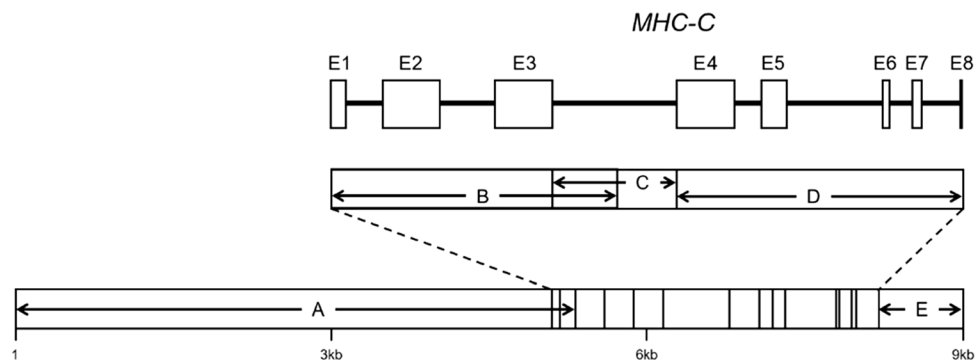 MHC-C
E1 E2 E3 E4 E5 E6 E7 E8
B C D
A E
1 3kb 6kb 9kb